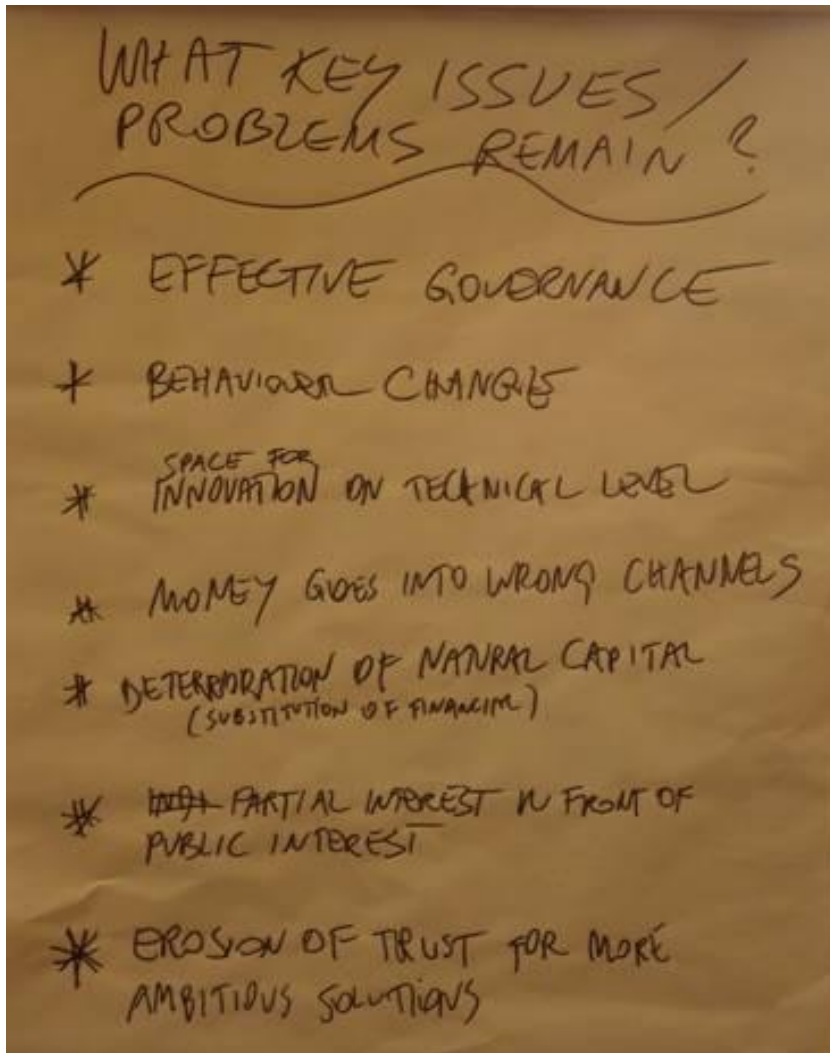 WHAT KEY ISSUES /
PROBLEMS REMAIN ?
* EFFECTIVE GOVERNANCE
* BEHAVIOURAL CHANGES
SPACE FOR
* INNOVATION ON TECHNICAL LEVEL
* MONEY GOES INTO WRONG CHANNELS
* DETERIORATION OF NATURAL CAPITAL
(SUBSTITUTION OF FINANCIAL)
* PARTIAL INTEREST IN FRONT OF
PUBLIC INTEREST
* EROSION OF TRUST FOR MORE
AMBITIOUS SOLUTIONS